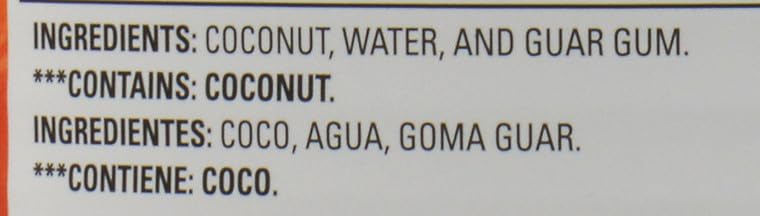 INGREDIENTS: COCONUT, WATER, AND GUAR GUM.
***CONTAINS: COCONUT.
INGREDIENTES: COCO, AGUA, GOMA GUAR.
***CONTIENE: COCO.